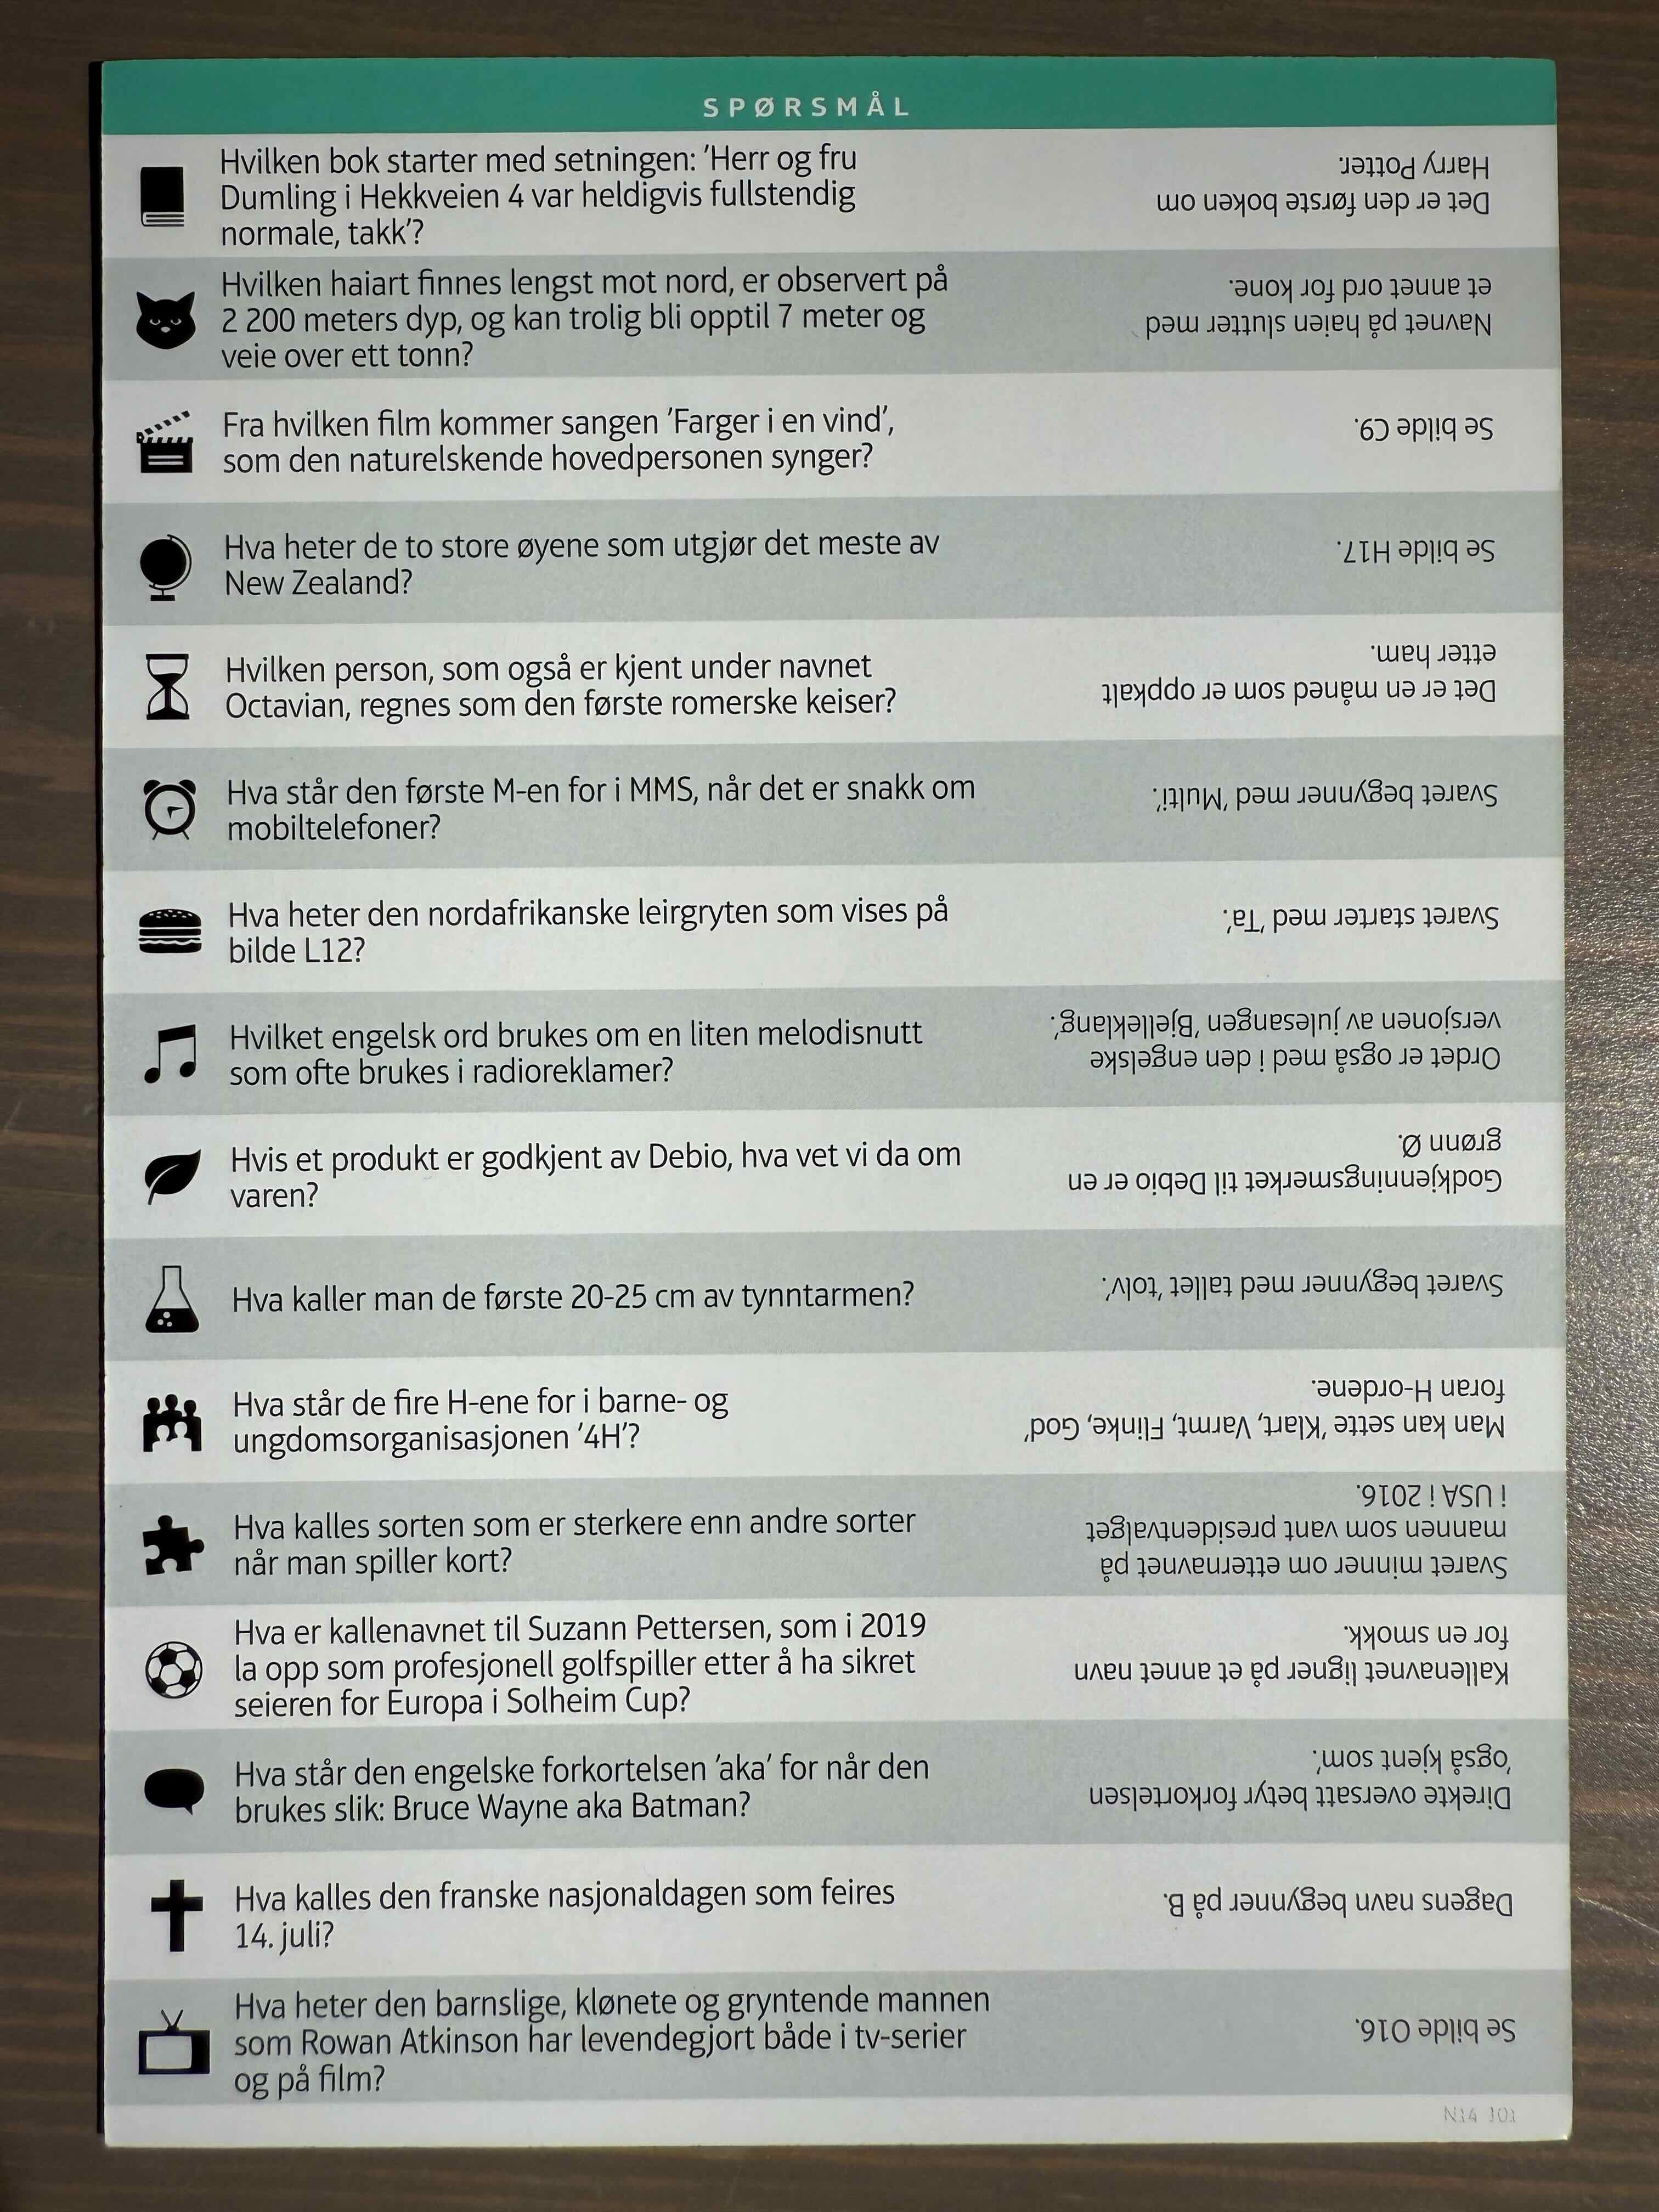 SPØRSMÅL
Hvilken bok starter med setningen: 'Herr og fru
Dumling i Hekkveien 4 var heldigvis fullstendig
normale, takk'?
Det er den første boken om
Harry Potter.
Hvilken haiart finnes lengst mot nord, er observert på
2 200 meters dyp, og kan trolig bli opptil 7 meter og
veie over ett tonn?
Navnet på haien slutter med
et annet ord for kone.
Fra hvilken film kommer sangen 'Farger i en vind',
som den naturelskende hovedpersonen synger?
Se bilde C9.
Hva heter de to store øyene som utgjør det meste av
New Zealand?
Se bilde H17.
Hvilken person, som også er kjent under navnet
Octavian, regnes som den første romerske keiser?
Det er en måned som er oppkalt
etter ham.
Hva står den første M-en for i MMS, når det er snakk om
mobiltelefoner?
Svaret begynner med 'Multi'.
Hva heter den nordafrikanske leirgryten som vises på
bilde L12?
Svaret starter med 'Ta'.
Hvilket engelsk ord brukes om en liten melodisnutt
som ofte brukes i radioreklamer?
Ordet er også med i den engelske
versjonen av julesangen 'Bjelleklang'.
Hvis et produkt er godkjent av Debio, hva vet vi da om
varen?
Godkjenningsmerket til Debio er en
grønn Ø.
Hva kaller man de første 20-25 cm av tynntarmen?
Svaret begynner med tallet 'tolv'.
Hva står de fire H-ene for i barne- og
ungdomsorganisasjonen '4H'?
Man kan sette 'Klart, Varmt, Flinke, God'
foran H-ordene.
Hva kalles sorten som er sterkere enn andre sorter
når man spiller kort?
Svaret minner om etternavnet på
mannen som vant presidentvalget
i USA i 2016.
Hva er kallenavnet til Suzann Pettersen, som i 2019
la opp som profesjonell golfspiller etter å ha sikret
seieren for Europa i Solheim Cup?
Kallenavnet ligner på et annet navn
for en smokk.
Hva står den engelske forkortelsen 'aka' for når den
brukes slik: Bruce Wayne aka Batman?
Direkte oversatt betyr forkortelsen
'også kjent som'.
Hva kalles den franske nasjonaldagen som feires
14. juli?
Dagens navn begynner på B.
Hva heter den barnslige, klønete og gryntende mannen
som Rowan Atkinson har levendegjort både i tv-serier
og på film?
Se bilde O16.
N14 J01